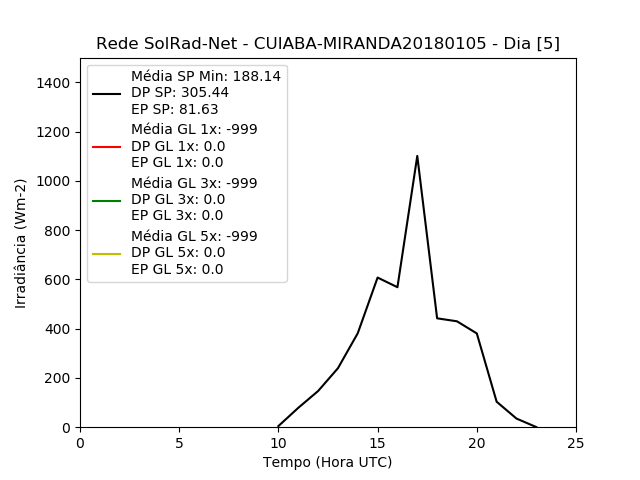 Rede SolRad-Net - CUIABA-MIRANDA20180105 - Dia [5]
Média SP Min: 188.14
DP SP: 305.44
EP SP: 81.63
Média GL 1x: -999
DP GL 1x: 0.0
EP GL 1x: 0.0
Média GL 3x: -999
DP GL 3x: 0.0
EP GL 3x: 0.0
Média GL 5x: -999
DP GL 5x: 0.0
EP GL 5x: 0.0
Irradiância (Wm-2)
1400
1200
1000
800
600
400
200
0
0 5 10 15 20 25
Tempo (Hora UTC)